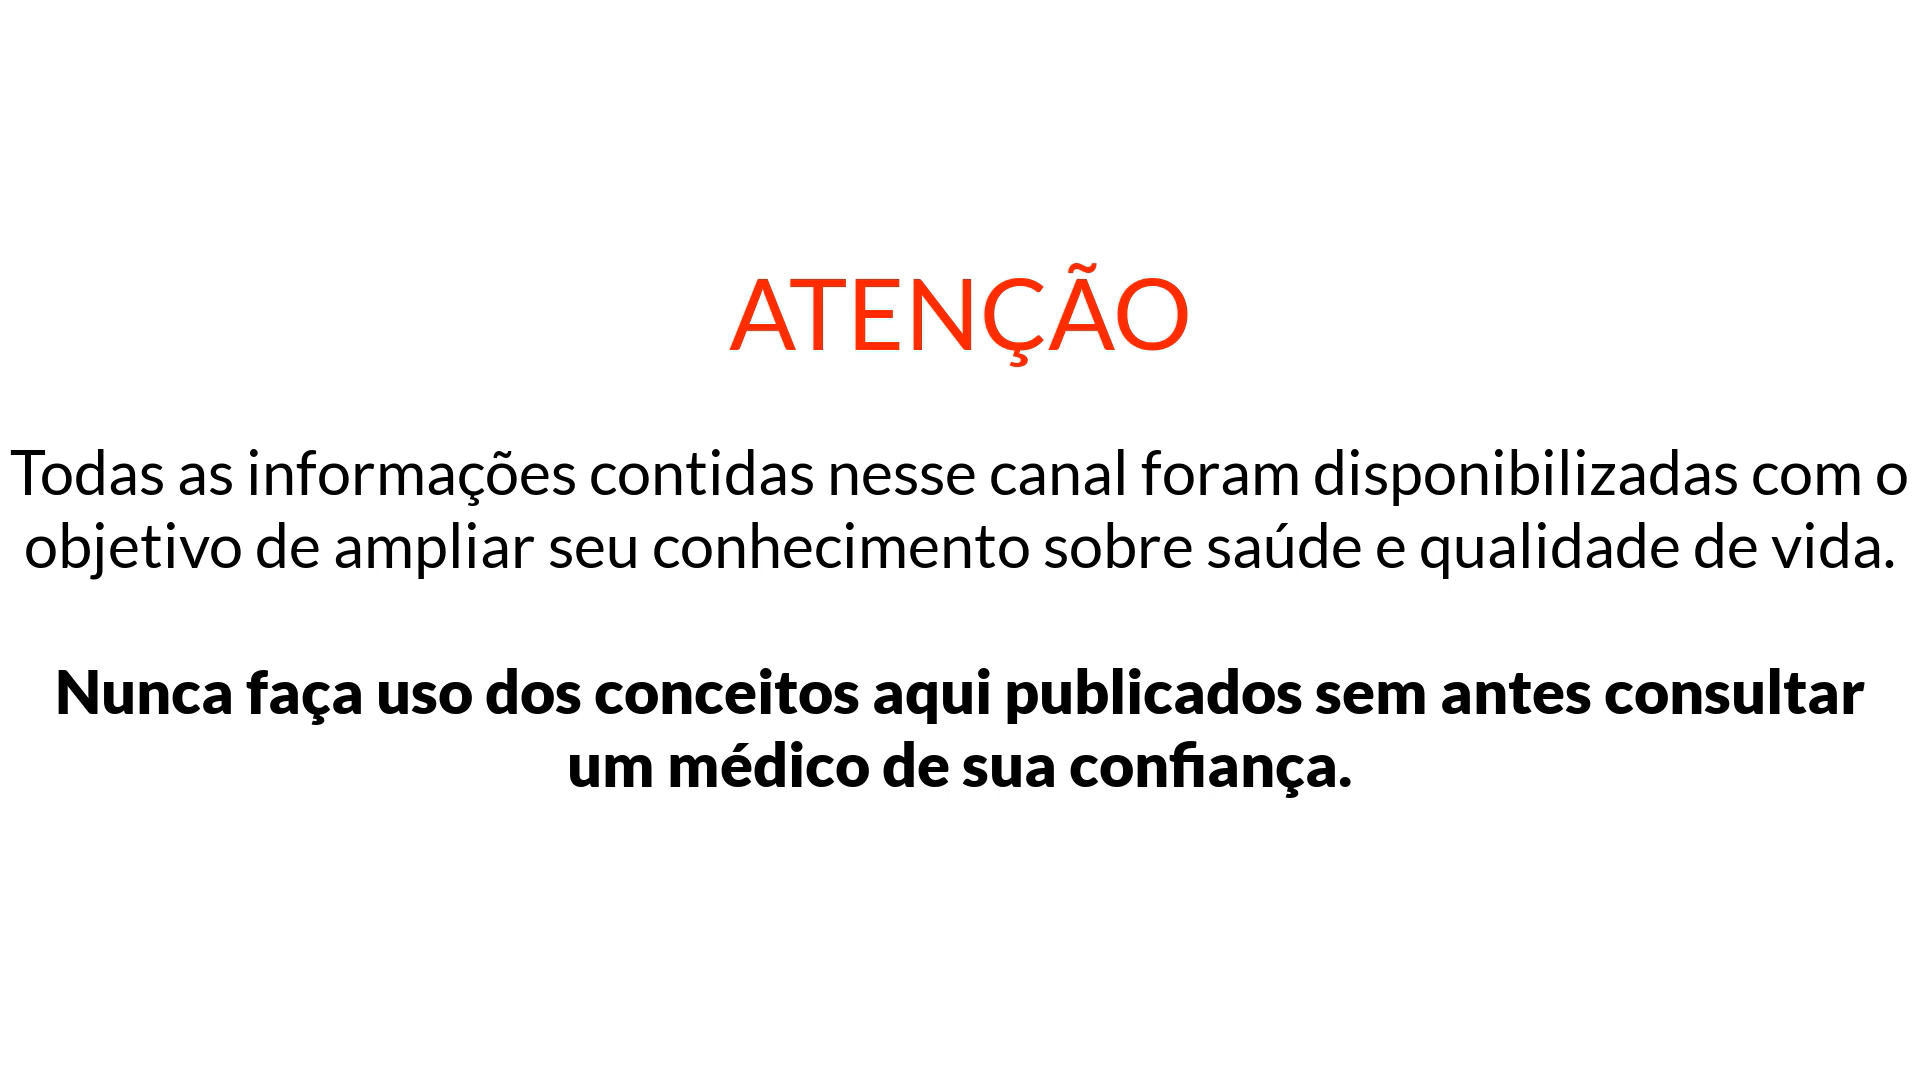 ATENÇÃO
Todas as informações contidas nesse canal foram disponibilizadas com o
objetivo de ampliar seu conhecimento sobre saúde e qualidade de vida.
Nunca faça uso dos conceitos aqui publicados sem antes consultar
um médico de sua confiança.